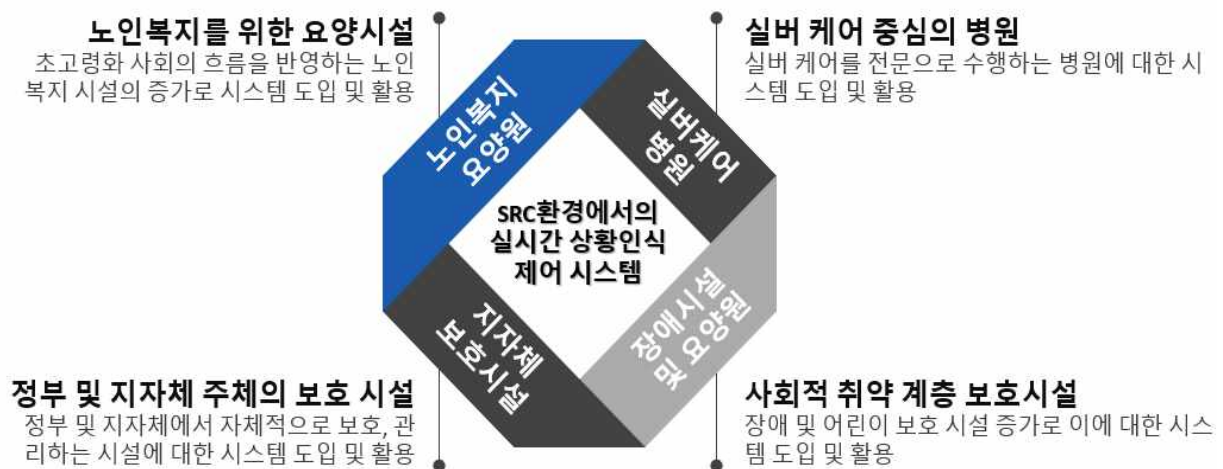 노인복지를 위한 요양시설
초고령화 사회의 흐름을 반영하는 노인
복지 시설의 증가로 시스템 도입 및 활용
실버 케어 중심의 병원
실버 케어를 전문으로 수행하는 병원에 대한 시
스템 도입 및 활용
노인복지
요양원
실버케어
병원
SRC환경에서의
실시간 상황인식
제어 시스템
지자체
보호시설
장애시설
및 요양원
정부 및 지자체 주체의 보호 시설
정부 및 지자체에서 자체적으로 보호, 관
리하는 시설에 대한 시스템 도입 및 활용
사회적 취약 계층 보호시설
장애 및 어린이 보호 시설 증가로 이에 대한 시스
템 도입 및 활용